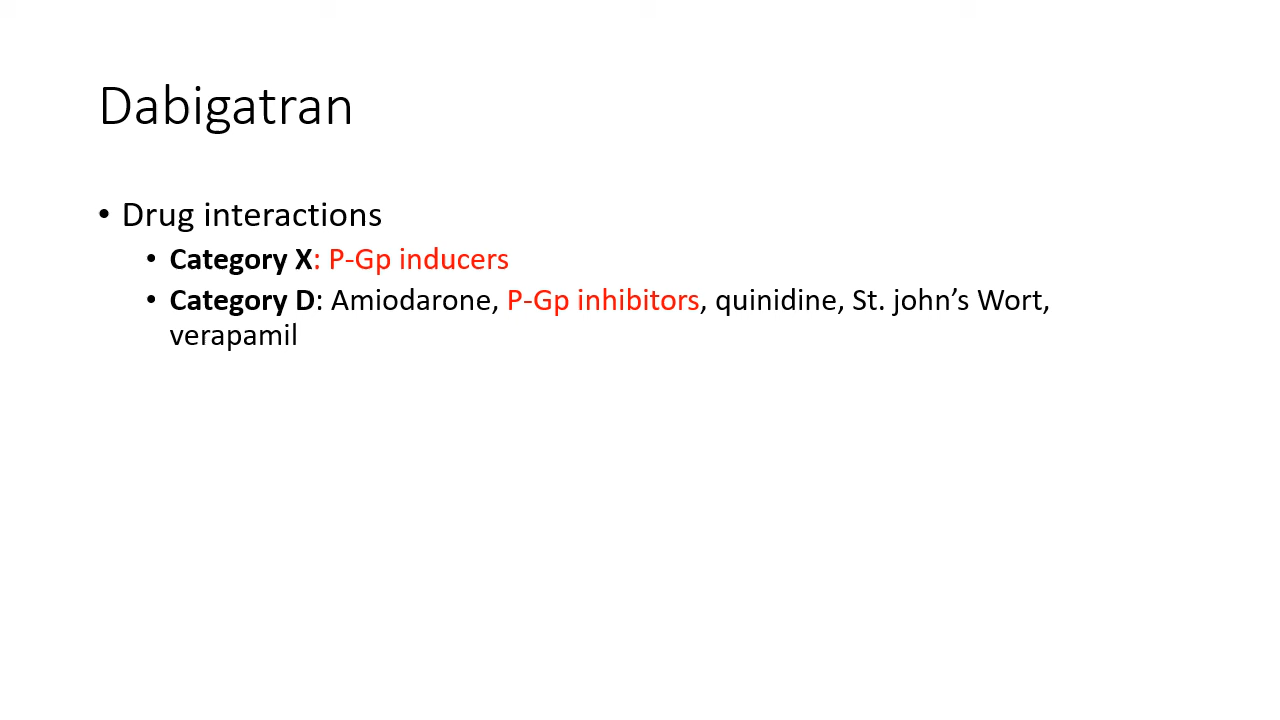 Dabigatran
• Drug interactions
• Category X: P-Gp inducers
• Category D: Amiodarone, P-Gp inhibitors, quinidine, St. john’s Wort,
verapamil